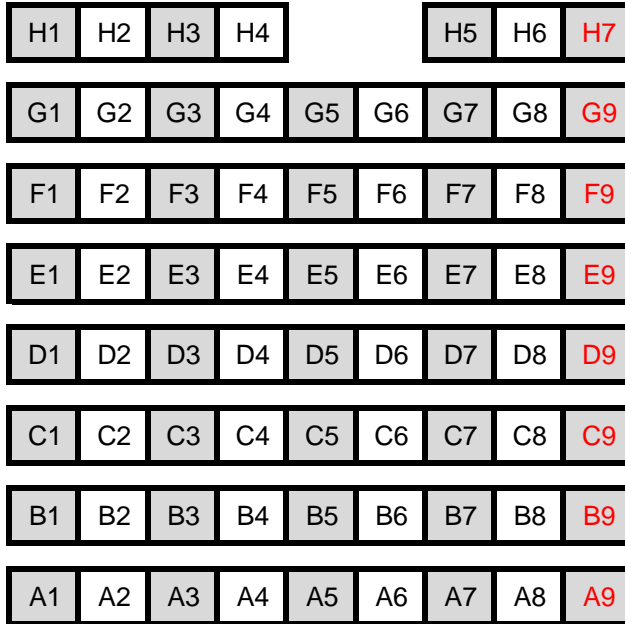 H1 H2 H3 H4 H5 H6 H7
G1 G2 G3 G4 G5 G6 G7 G8 G9
F1 F2 F3 F4 F5 F6 F7 F8 F9
E1 E2 E3 E4 E5 E6 E7 E8 E9
D1 D2 D3 D4 D5 D6 D7 D8 D9
C1 C2 C3 C4 C5 C6 C7 C8 C9
B1 B2 B3 B4 B5 B6 B7 B8 B9
A1 A2 A3 A4 A5 A6 A7 A8 A9